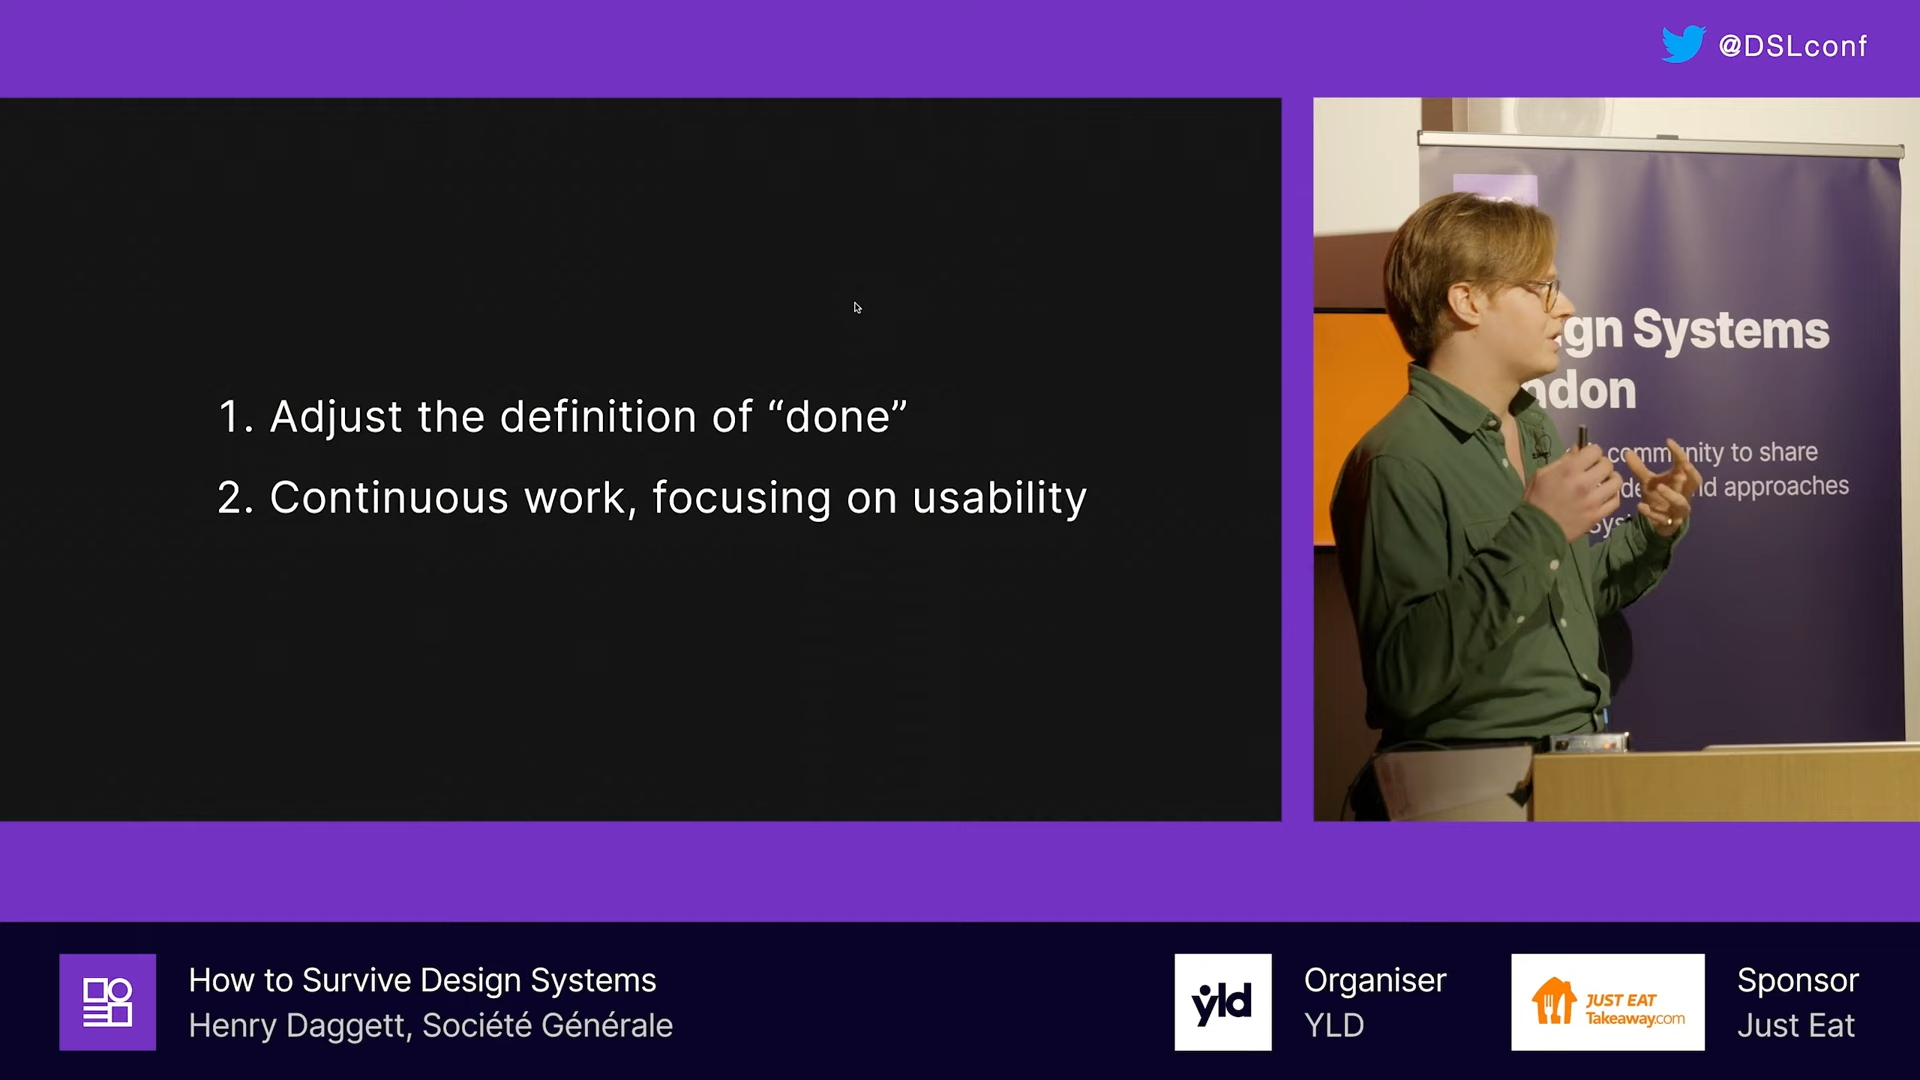 @DSLconf
1. Adjust the definition of “done”
2. Continuous work, focusing on usability
gn Systems
ndon
community to share
nd approaches
How to Survive Design Systems
Henry Daggett, Société Générale
yld
Organiser
YLD
JUST EAT
Takeaway.com
Sponsor
Just Eat